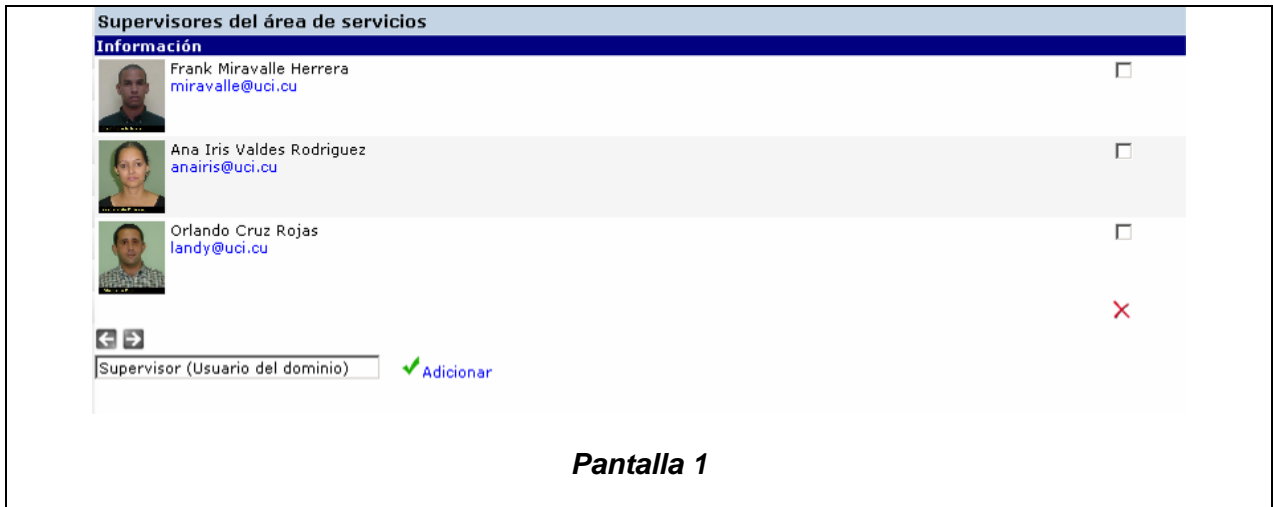 Supervisores del área de servicios
Información
Frank Miravalle Herrera
miravalle@uci.cu
Ana Iris Valdes Rodriguez
anairis@uci.cu
Orlando Cruz Rojas
landy@uci.cu
Supervisor (Usuario del dominio)
Adicionar
Pantalla 1